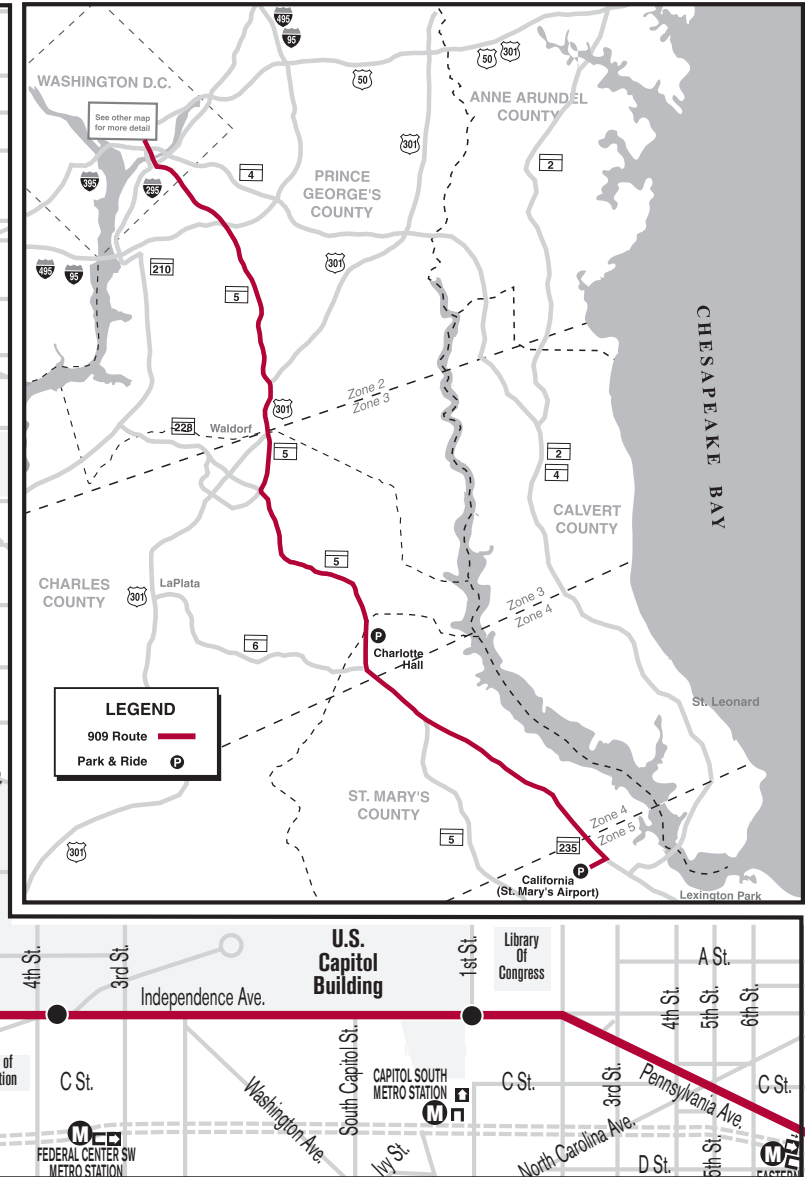 495
95
50
301
50
WASHINGTON D.C.
ANNE ARUNDEL
COUNTY
See other map
for more detail
301
2
4
PRINCE
GEORGE'S
COUNTY
395
295
495
95
210
301
5
CHESAPEAKE BAY
Zone 2
Zone 3
301
228
Waldorf
5
2
4
CALVERT
COUNTY
5
CHARLES
COUNTY
LaPlata
301
Zone 3
Zone 4
6
P
Charlotte
Hall
St. Leonard
LEGEND
909 Route
Park & Ride P
ST. MARY'S
COUNTY
Zone 4
Zone 5
5
235
301
P
California
(St. Mary's Airport)
Lexington Park
4th St.
3rd St.
U.S.
Capitol
Building
1st St.
Library
Of
Congress
A St.
Independence Ave.
4th St.
5th St.
6th St.
of
tion
C St.
Washington Ave.
South Capitol St.
CAPITOL SOUTH
METRO STATION
M
C St.
3rd St.
Pennsylvania Ave.
C St.
M
FEDERAL CENTER SW
METRO STATION
Ivy St.
North Carolina Ave.
D St.
5th St.
M
EASTERN